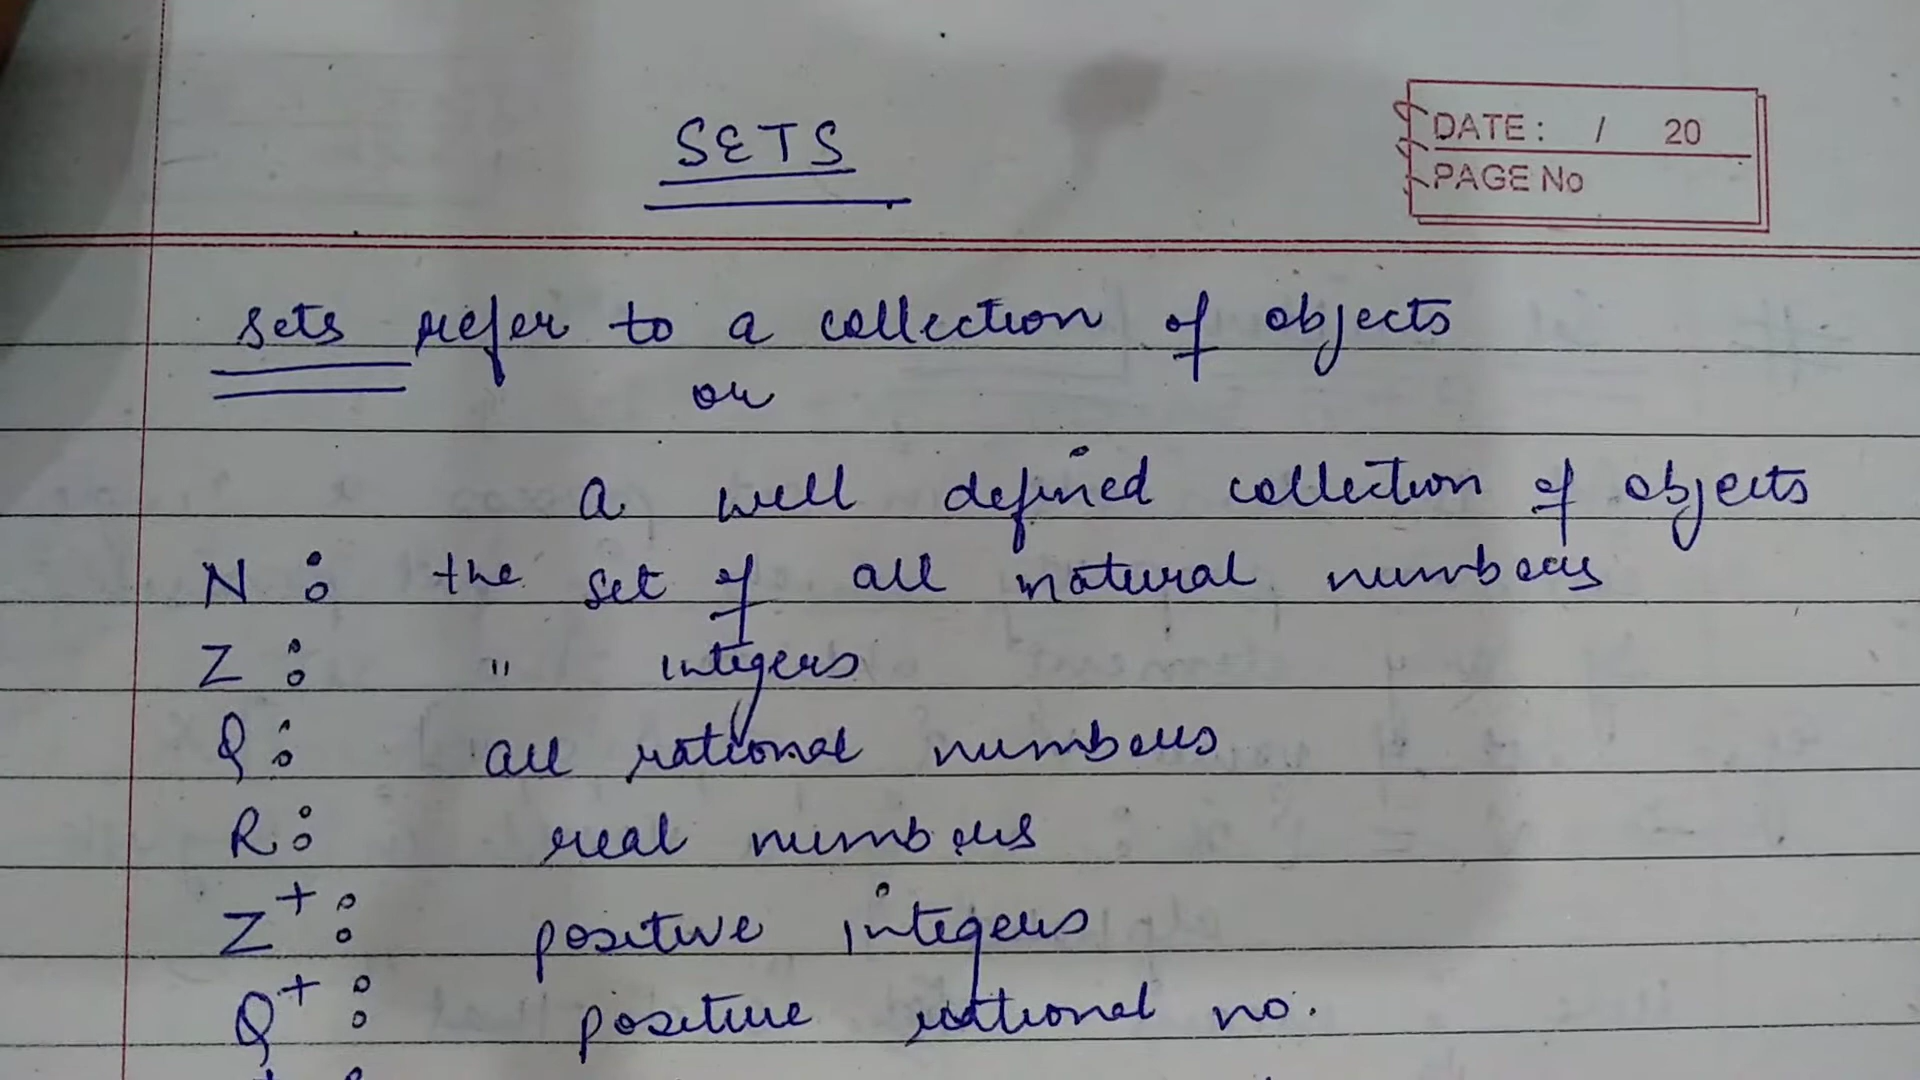 SETS
DATE: / 20
PAGE No
sets refer to a collection of objects
or
a well defined collection of objects
N : the set of all natural numbers
Z : " integers
Q : all rational numbers
R : real numbers
Z+ : positive integers
Q+ : positive rational no.